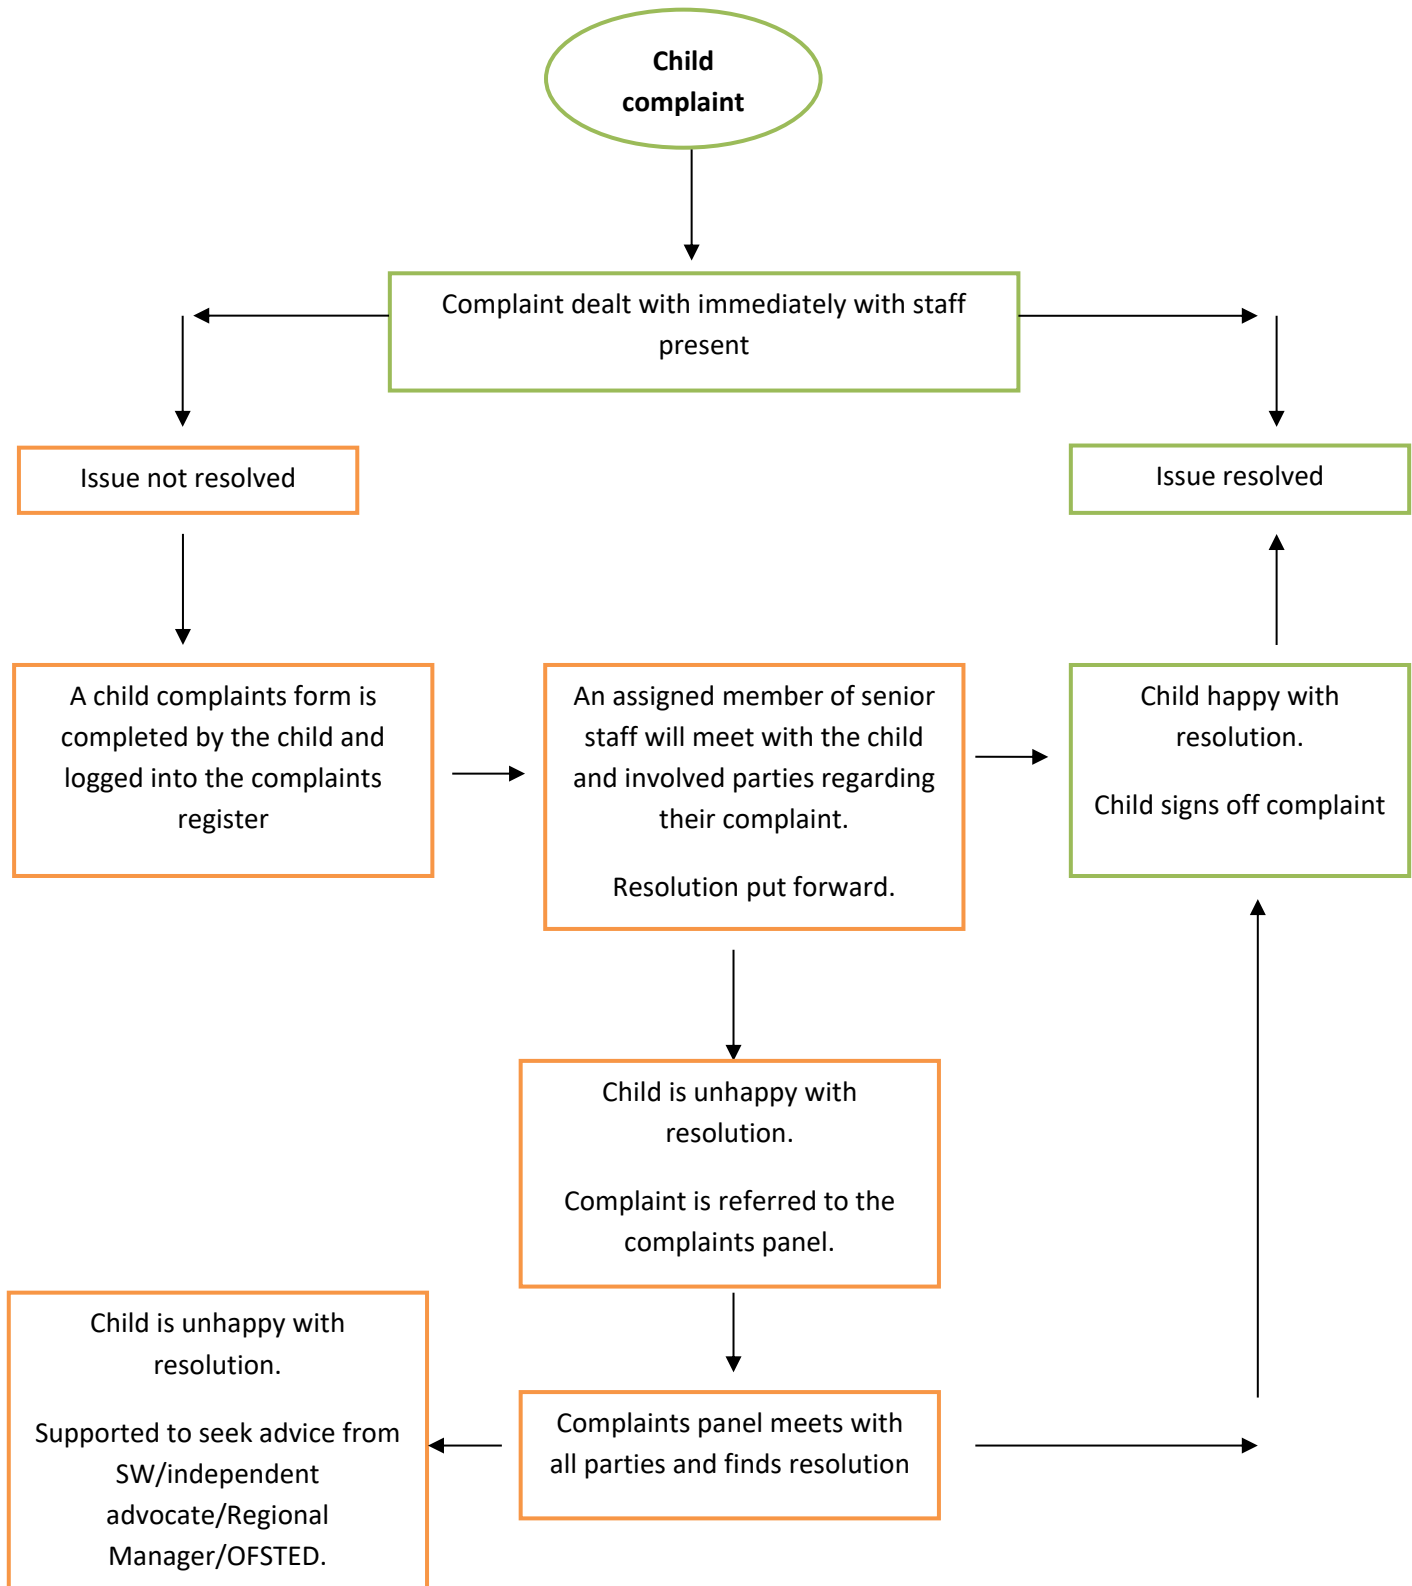 Child
complaint
Complaint dealt with immediately with staff
present
Issue not resolved
Issue resolved
A child complaints form is
completed by the child and
logged into the complaints
register
An assigned member of senior
staff will meet with the child
and involved parties regarding
their complaint.
Resolution put forward.
Child happy with
resolution.
Child signs off complaint
Child is unhappy with
resolution.
Complaint is referred to the
complaints panel.
Child is unhappy with
resolution.
Supported to seek advice from
SW/independent
advocate/Regional
Manager/OFSTED.
Complaints panel meets with
all parties and finds resolution